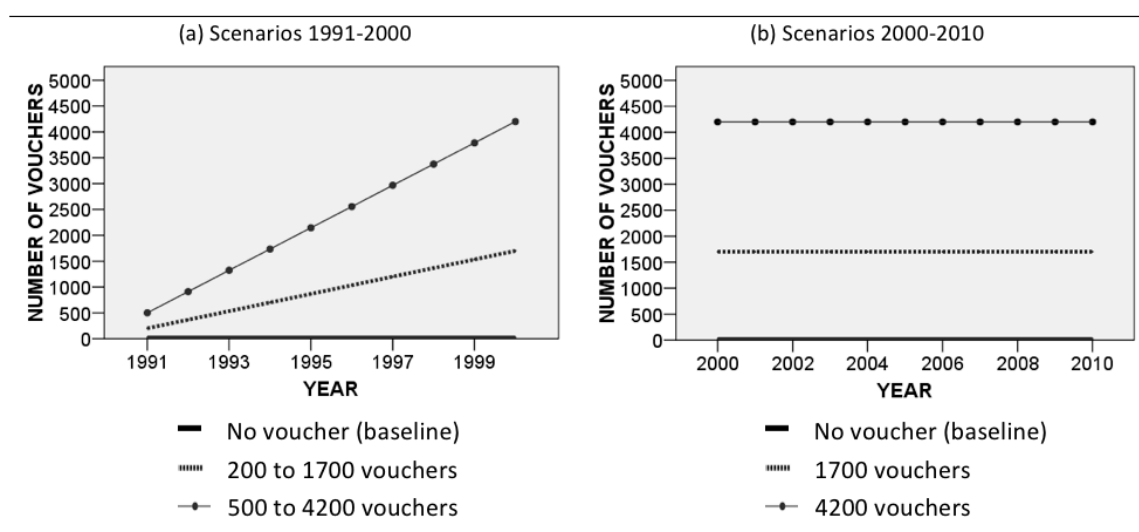 (a) Scenarios 1991-2000
NUMBER OF VOUCHERS
5000
4500
4000
3500
3000
2500
2000
1500
1000
500
0
1991 1993 1995 1997 1999
YEAR
No voucher (baseline)
200 to 1700 vouchers
500 to 4200 vouchers
(b) Scenarios 2000-2010
NUMBER OF VOUCHERS
5000
4500
4000
3500
3000
2500
2000
1500
1000
500
0
2000 2002 2004 2006 2008 2010
YEAR
No voucher (baseline)
1700 vouchers
4200 vouchers